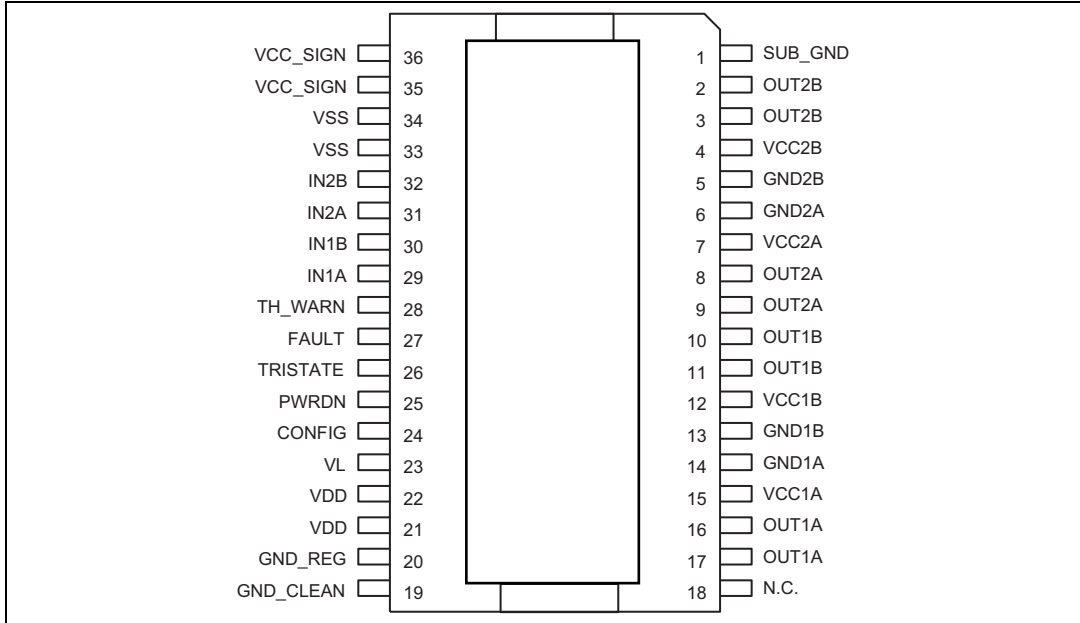 VCC_SIGN 36 1 SUB_GND
VCC_SIGN 35 2 OUT2B
VSS 34 3 OUT2B
VSS 33 4 VCC2B
IN2B 32 5 GND2B
IN2A 31 6 GND2A
IN1B 30 7 VCC2A
IN1A 29 8 OUT2A
TH_WARN 28 9 OUT2A
FAULT 27 10 OUT1B
TRISTATE 26 11 OUT1B
PWRDN 25 12 VCC1B
CONFIG 24 13 GND1B
VL 23 14 GND1A
VDD 22 15 VCC1A
VDD 21 16 OUT1A
GND_REG 20 17 OUT1A
GND_CLEAN 19 18 N.C.